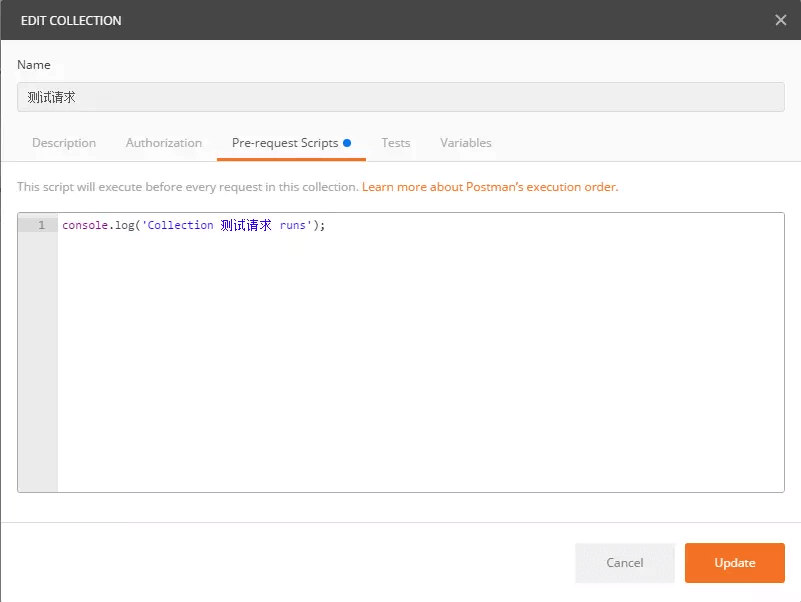 EDIT COLLECTION
Name
测试请求
Description Authorization Pre-request Scripts Tests Variables
This script will execute before every request in this collection. Learn more about Postman's execution order.
1 console.log('Collection 测试请求 runs');
Cancel Update